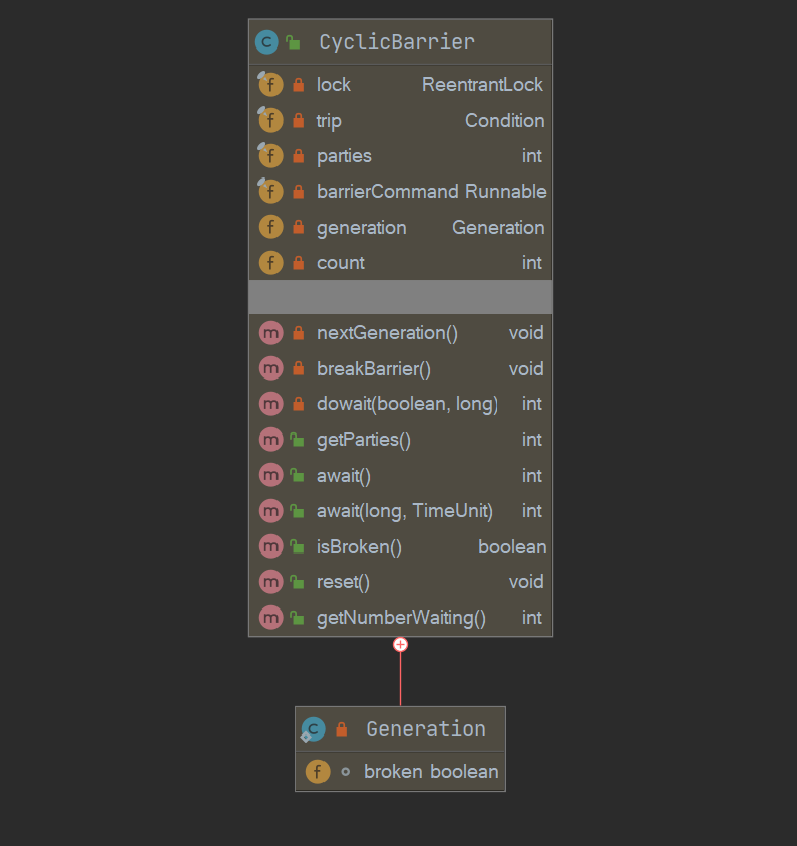 CyclicBarrier
lock ReentrantLock
trip Condition
parties int
barrierCommand Runnable
generation Generation
count int
nextGeneration() void
breakBarrier() void
dowait(boolean, long) int
getParties() int
await() int
await(long, TimeUnit) int
isBroken() boolean
reset() void
getNumberWaiting() int
Generation
broken boolean